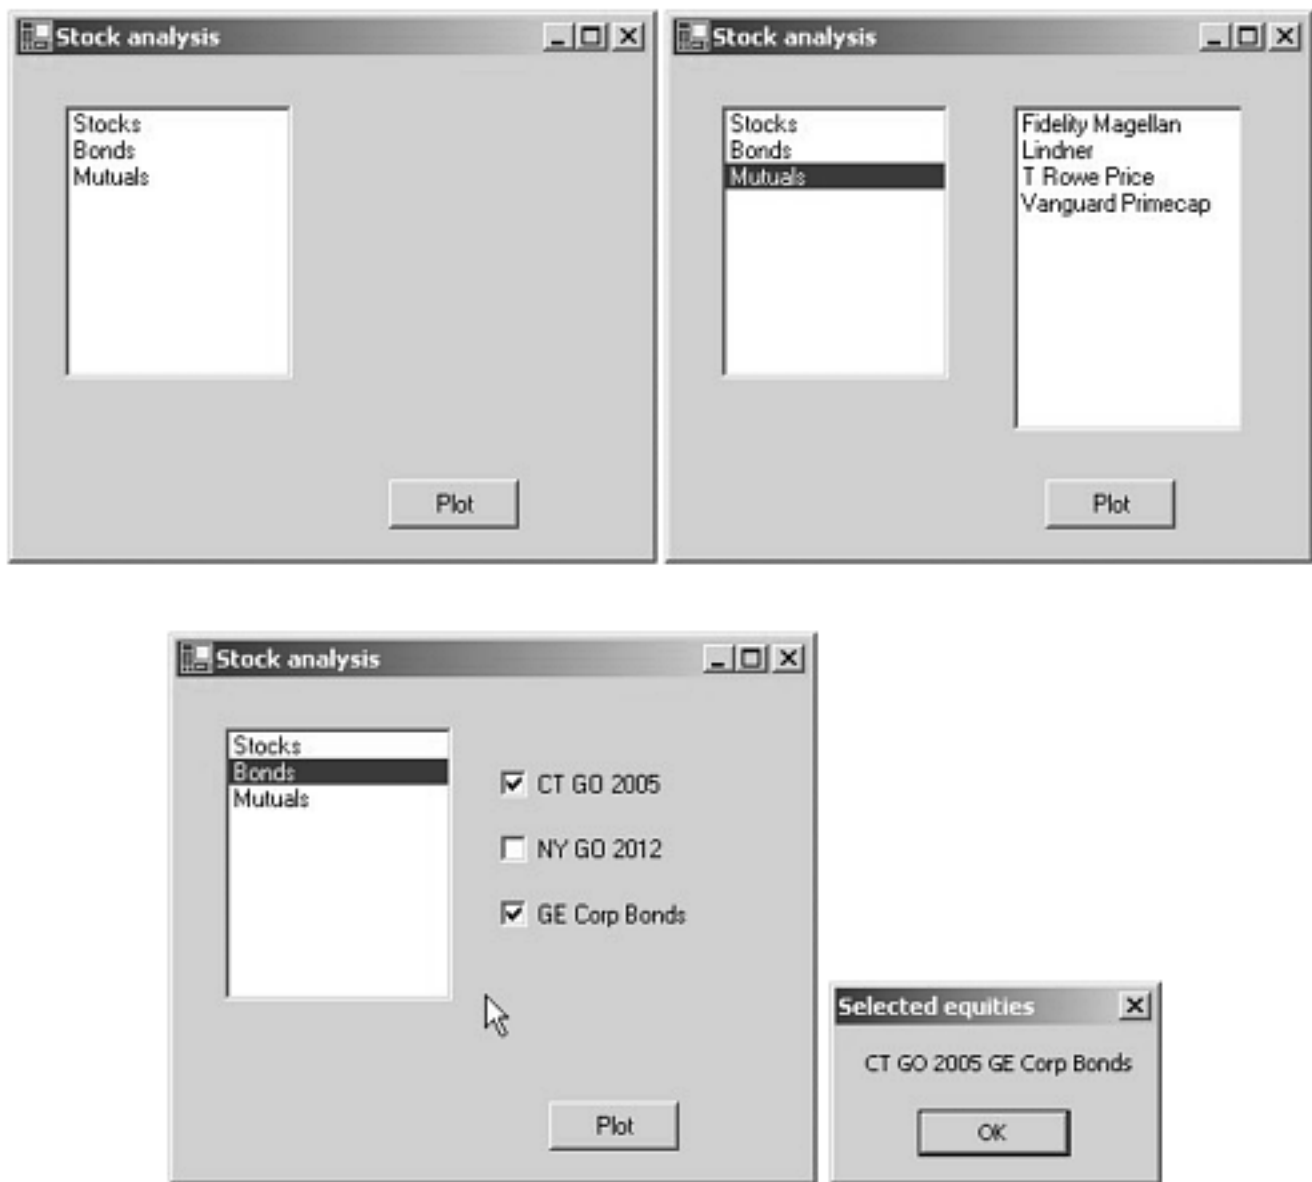 Stock analysis
Stocks
Bonds
Mutuals
Plot
Stock analysis
Stocks
Bonds
Mutuals
Fidelity Magellan
Lindner
T Rowe Price
Vanguard Primecap
Plot
Stock analysis
Stocks
Bonds
Mutuals
CT GO 2005
NY GO 2012
GE Corp Bonds
Plot
Selected equities
CT GO 2005 GE Corp Bonds
OK